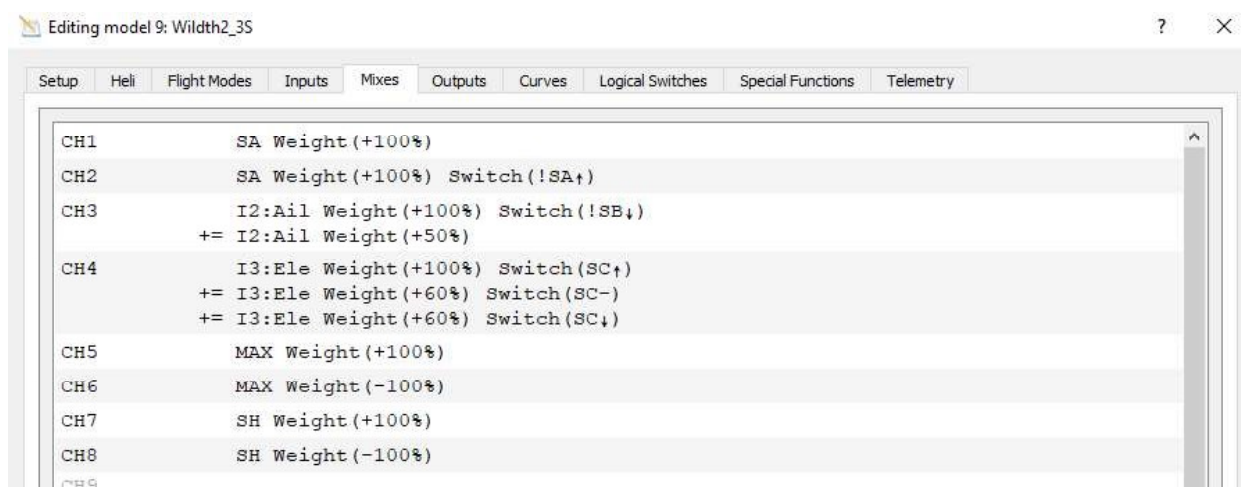 Editing model 9: Wildth2_3S ? ×
Setup Heli Flight Modes Inputs Mixes Outputs Curves Logical Switches Special Functions Telemetry
CH1 SA Weight(+100%)
CH2 SA Weight(+100%) Switch(!SA↑)
CH3 I2:Ail Weight(+100%) Switch(!SB↓)
+= I2:Ail Weight(+50%)
CH4 I3:Ele Weight(+100%) Switch(SC↑)
+= I3:Ele Weight(+60%) Switch(SC-)
+= I3:Ele Weight(+60%) Switch(SC↓)
CH5 MAX Weight(+100%)
CH6 MAX Weight(-100%)
CH7 SH Weight(+100%)
CH8 SH Weight(-100%)
CH9